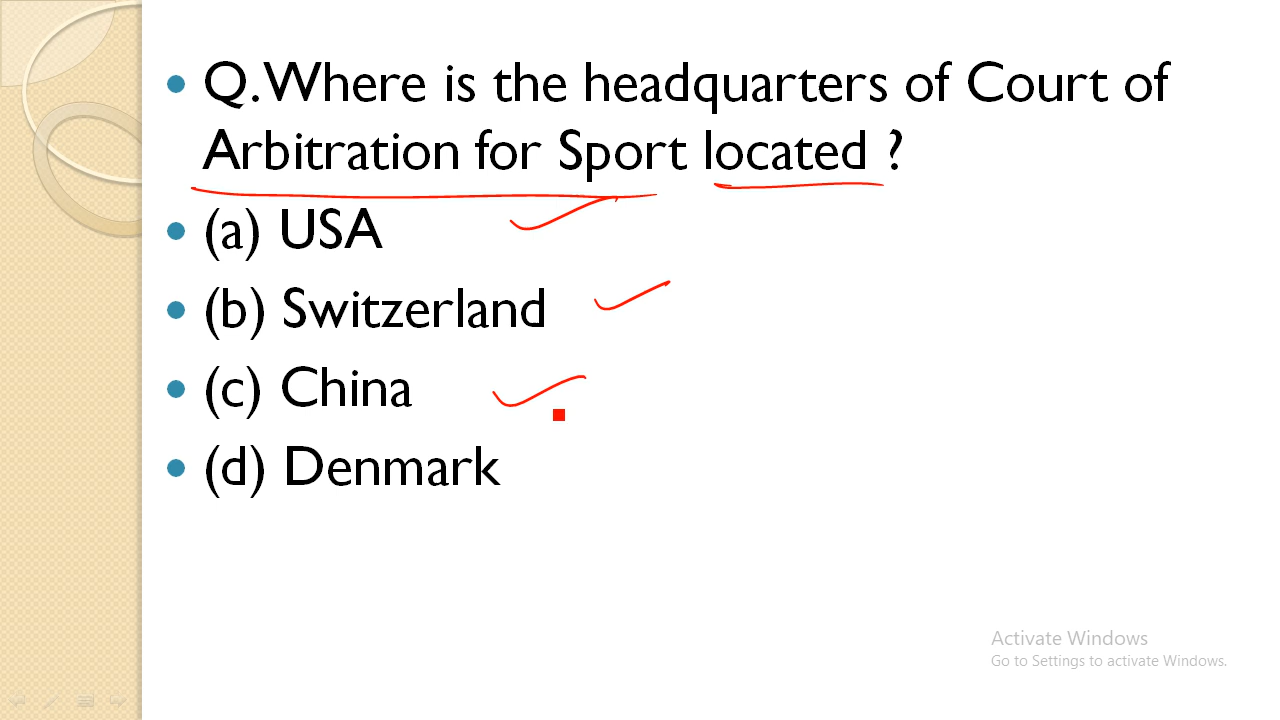 Q. Where is the headquarters of Court of
Arbitration for Sport located ?
(a) USA
(b) Switzerland
(c) China
(d) Denmark
Activate Windows
Go to Settings to activate Windows.